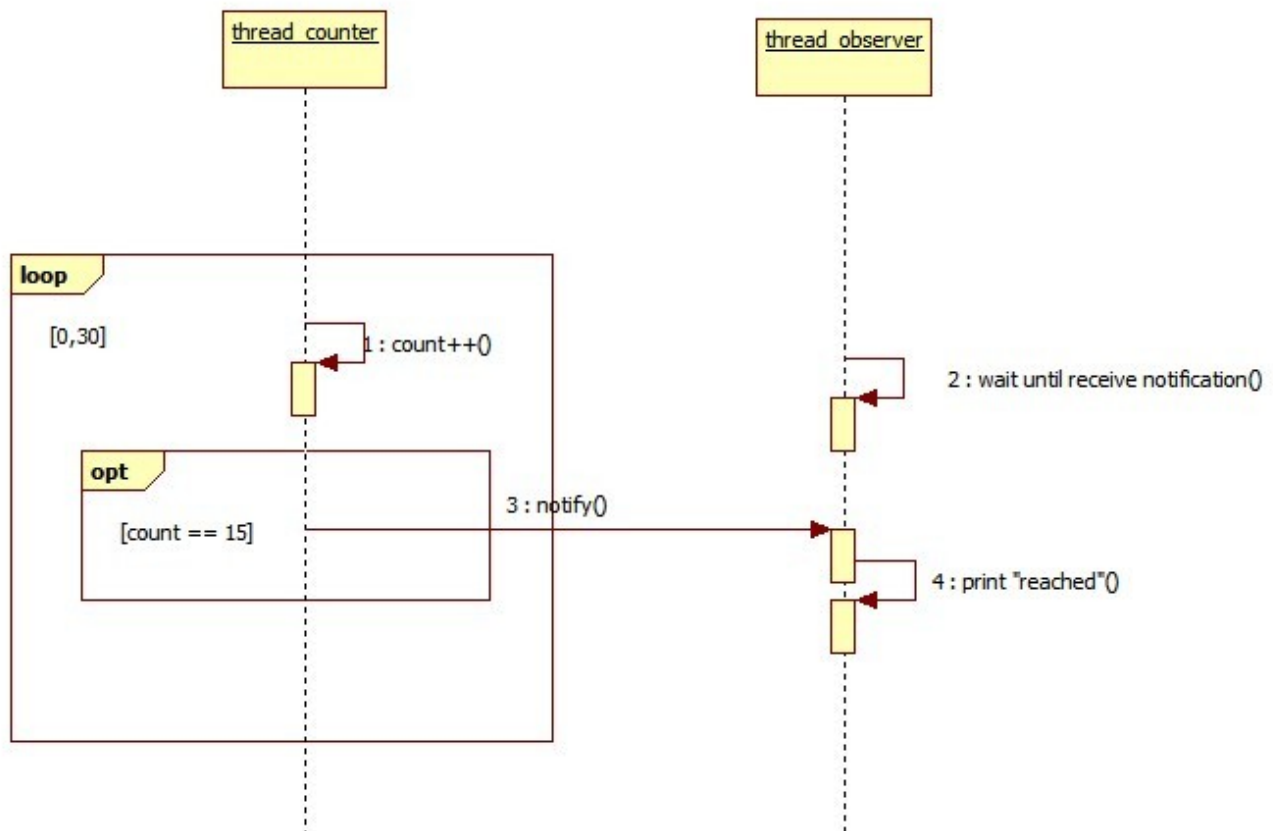 thread_counter
thread_observer
loop
[0,30]
1 : count++()
2 : wait until receive notification()
opt
3 : notify()
[count == 15]
4 : print "reached"()